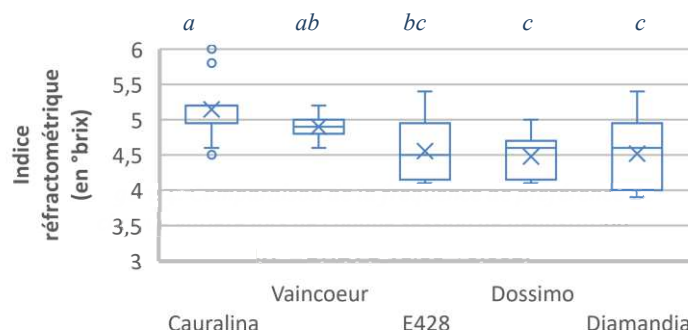 a ab bc c c
6
5,5
5
4,5
4
3,5
3
Indice
réfractométrique
(en °brix)
Vaincoeur Dossimo
Cauralina E428 Diamandia